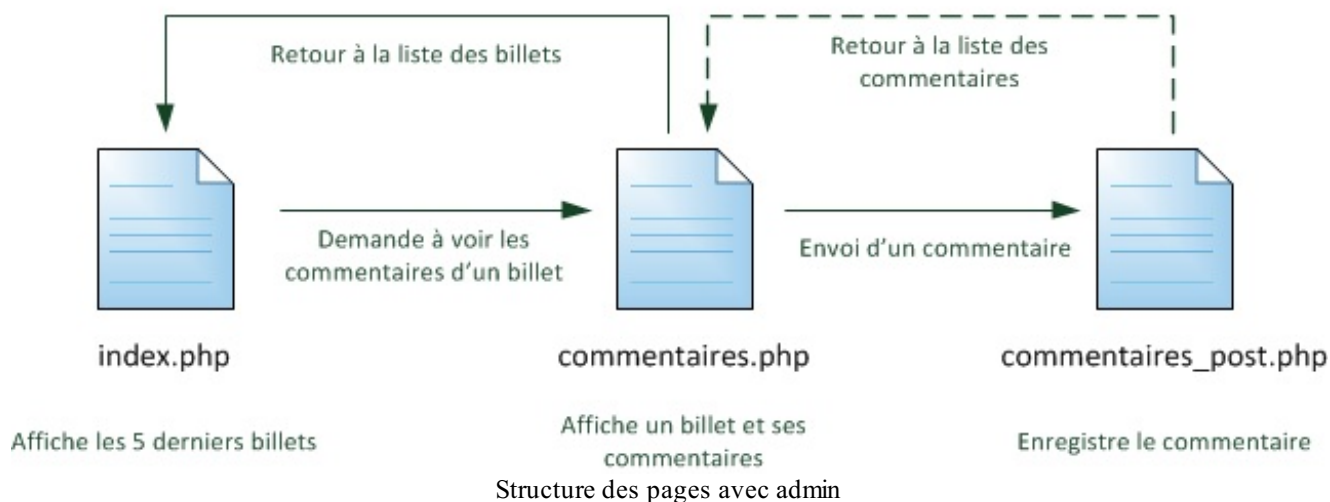 Retour à la liste des billets
Retour à la liste des
commentaires
Demande à voir les
commentaires d'un billet
Envoi d'un commentaire
index.php
commentaires.php
commentaires_post.php
Affiche les 5 derniers billets
Affiche un billet et ses
commentaires
Enregistre le commentaire
Structure des pages avec admin